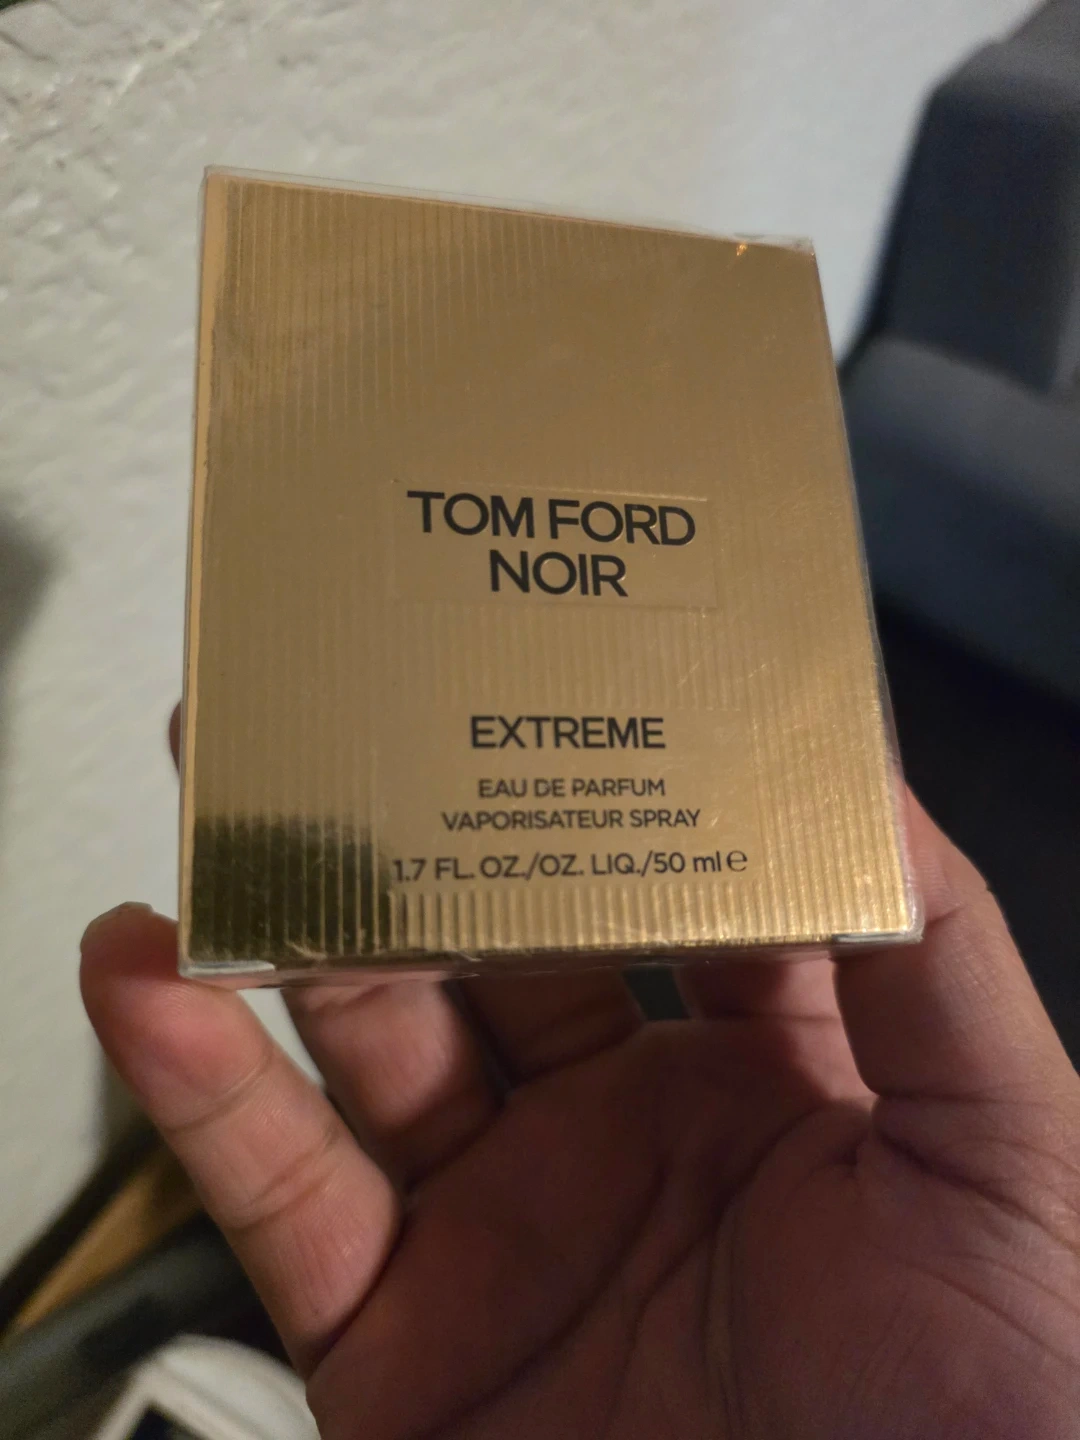 TOM FORD
NOIR
EXTREME
EAU DE PARFUM
VAPORISATEUR SPRAY
1.7 FL. OZ./OZ. LIQ./50 ml ℮